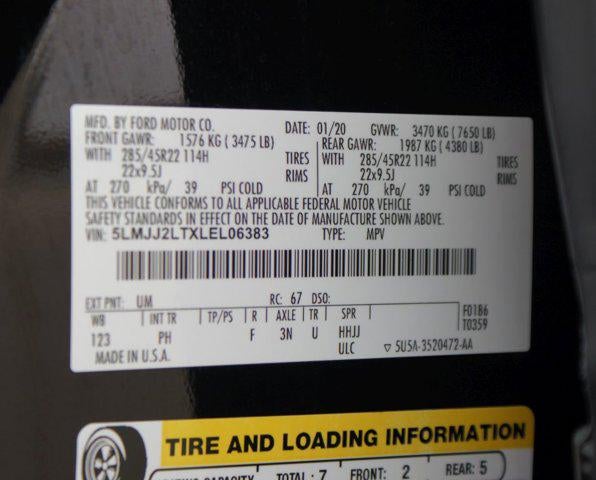 MFD. BY FORD MOTOR CO. DATE: 01/20 GVWR: 3470 KG ( 7650 LB)
FRONT GAWR: 1576 KG ( 3475 LB) REAR GAWR: 1987 KG ( 4380 LB)
WITH 285/45R22 114H TIRES WITH 285/45R22 114H TIRES
22x9.5J RIMS 22x9.5J RIMS
AT 270 kPa/ 39 PSI COLD AT 270 kPa/ 39 PSI COLD
THIS VEHICLE CONFORMS TO ALL APPLICABLE FEDERAL MOTOR VEHICLE
SAFETY STANDARDS IN EFFECT ON THE DATE OF MANUFACTURE SHOWN ABOVE.
VIN: 5LMJJ2LTXLEL06383 TYPE: MPV
EXT PNT: UM RC: 67 DSO:
WB INT TR TP/PS R AXLE TR SPR F01B6
123 PH F 3N U HHJJ T0359
MADE IN U.S.A. ULC ▽ 5U5A-3520472-AA
TIRE AND LOADING INFORMATION
SEATING CAPACITY TOTAL: 7 FRONT: 2 REAR: 5